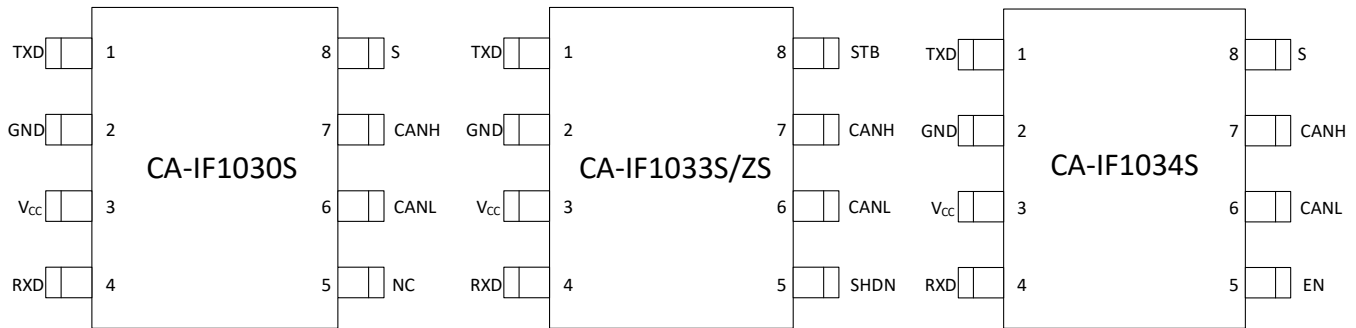 TXD 1 8 S
GND 2 7 CANH
CA-IF1030S
VCC 3 6 CANL
RXD 4 5 NC
TXD 1 8 STB
GND 2 7 CANH
CA-IF1033S/ZS
VCC 3 6 CANL
RXD 4 5 SHDN
TXD 1 8 S
GND 2 7 CANH
CA-IF1034S
VCC 3 6 CANL
RXD 4 5 EN